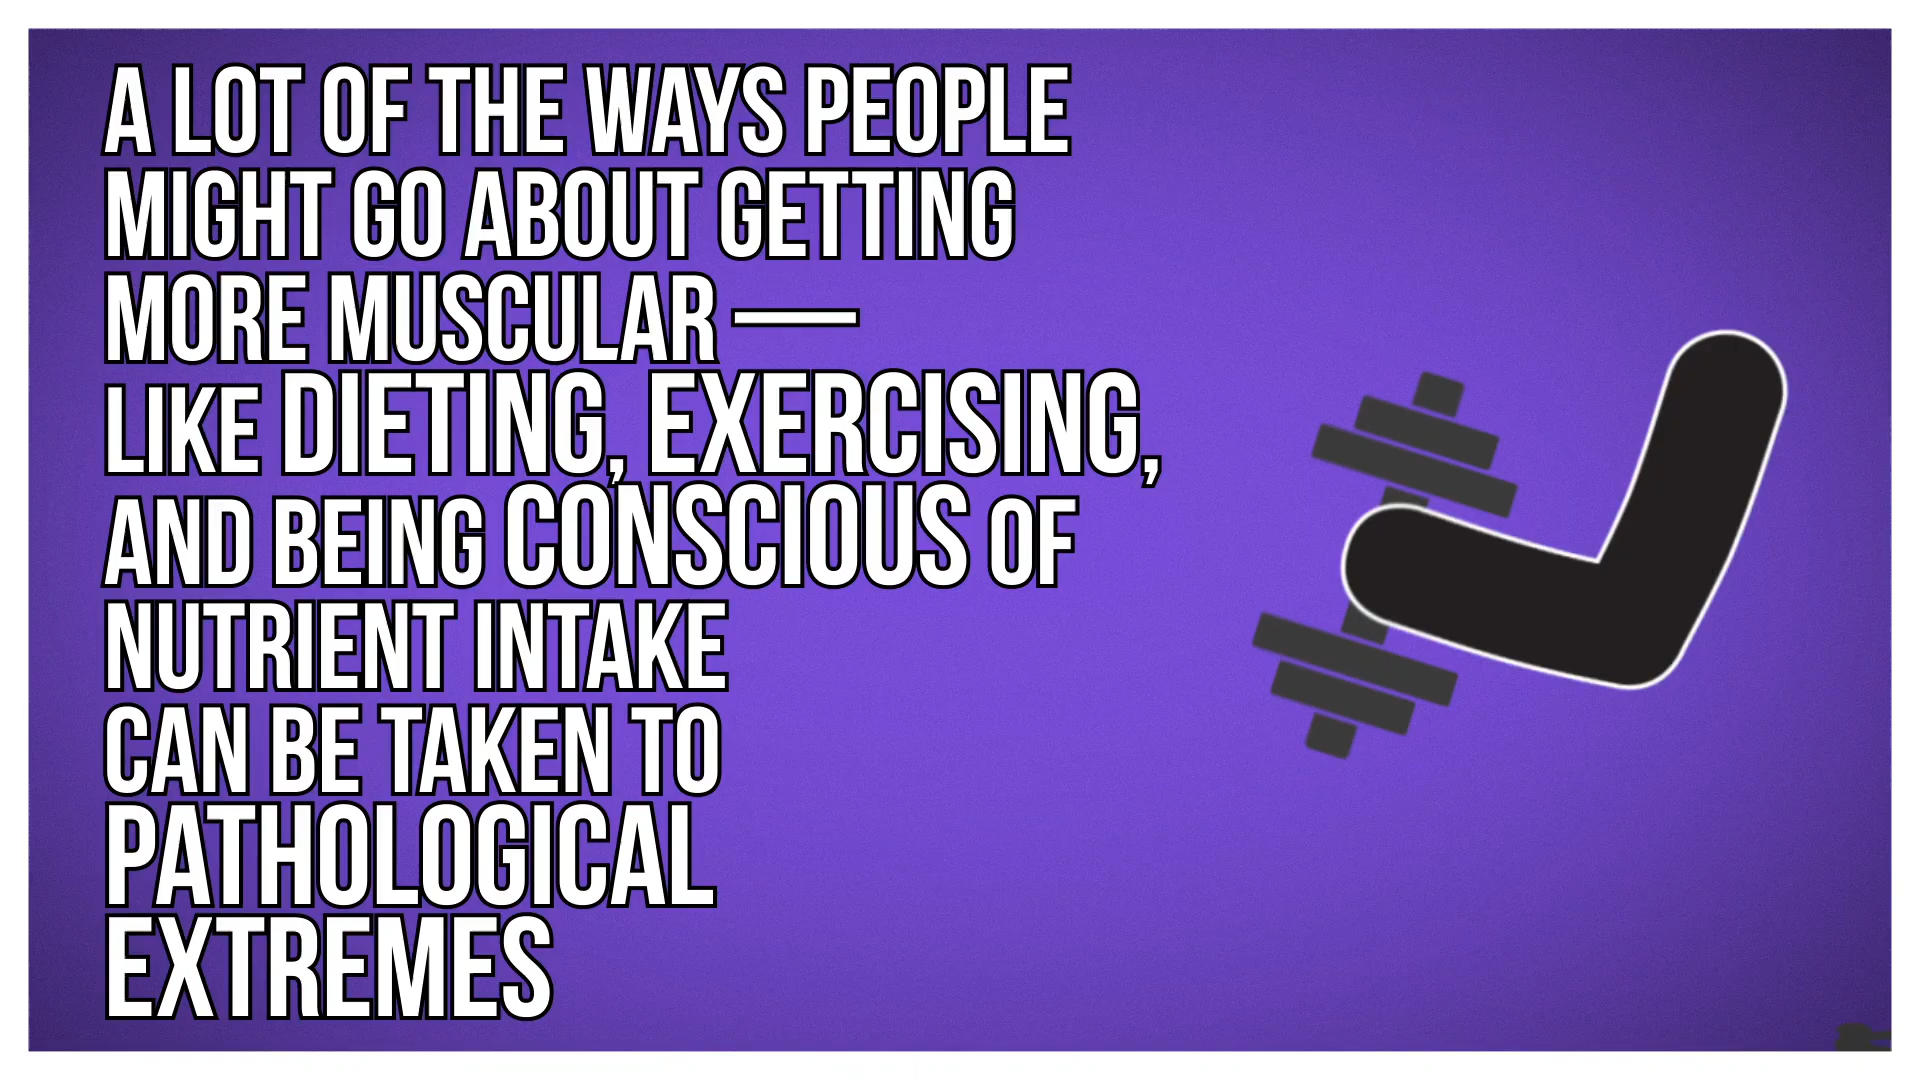 A LOT OF THE WAYS PEOPLE
MIGHT GO ABOUT GETTING
MORE MUSCULAR —
LIKE DIETING, EXERCISING,
AND BEING CONSCIOUS OF
NUTRIENT INTAKE
CAN BE TAKEN TO
PATHOLOGICAL
EXTREMES